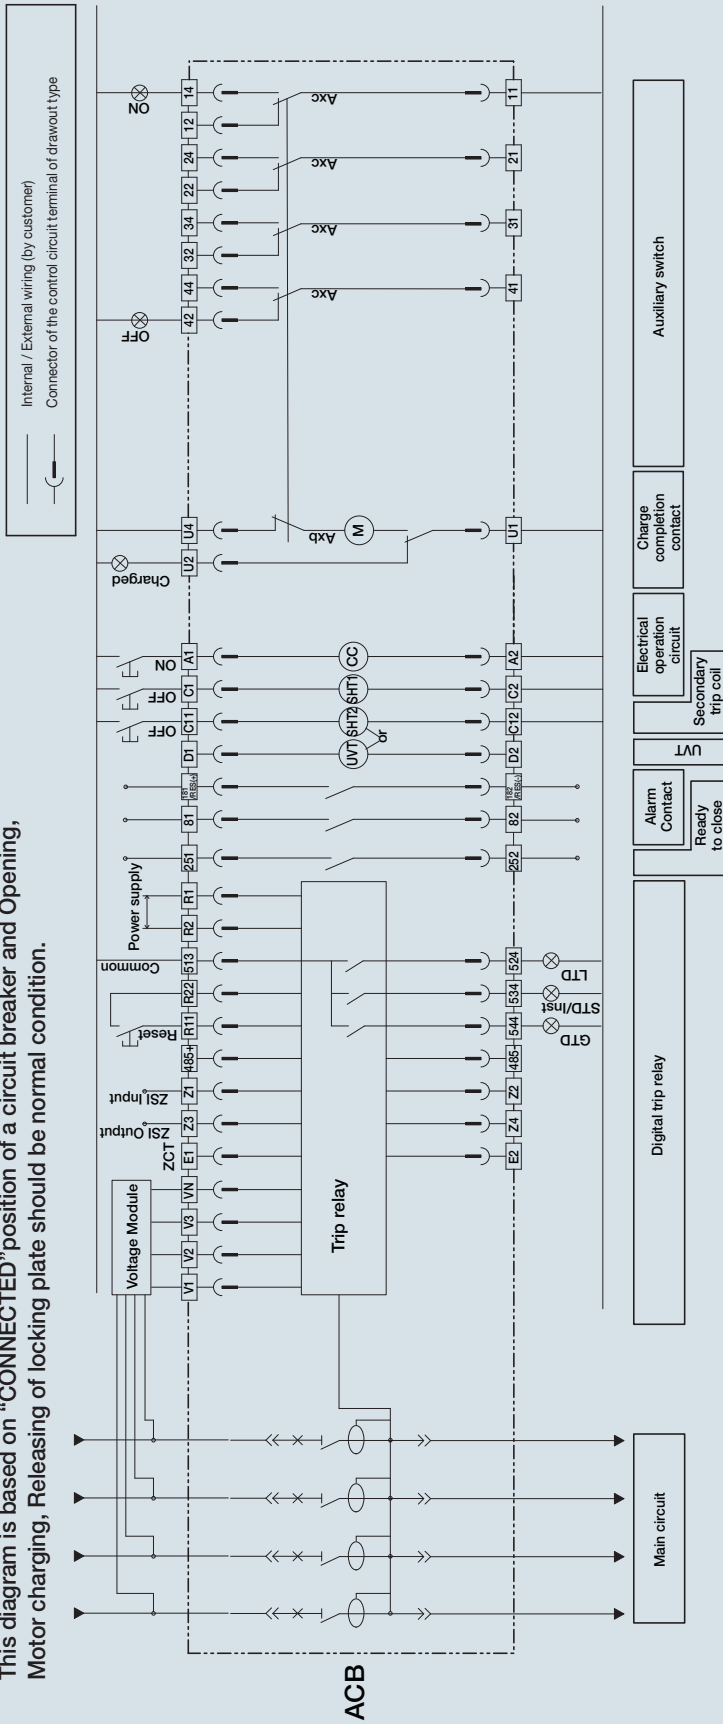 This diagram is based on "CONNECTED" position of a circuit breaker and Opening,
Motor charging, Releasing of locking plate should be normal condition.
Internal / External wiring (by customer)
Connector of the control circuit terminal of drawout type
ACB
Voltage Module
ZCT
ZSI Output
ZSI Input
Reset
Common
Power supply
OFF
OFF
ON
Charged
OFF
ON
V1
V2
V3
VN
E1
Z3
Z1
485+
R11
R22
513
R2
R1
251
81
181
/RES(+)
D1
C11
C1
A1
U2
U4
42
44
32
34
22
24
12
14
Trip relay
UVT
or
SHT2
SHT1
CC
M
Axb
Axc
Axc
Axc
Axc
E2
Z4
Z2
485-
544
534
524
252
82
182
/RES(-)
D2
C12
C2
A2
U1
41
31
21
11
GTD
STD/Inst
LTD
Main circuit
Digital trip relay
Ready
to close
Alarm
Contact
UVT
Secondary
trip coil
Electrical
operation
circuit
Charge
completion
contact
Auxiliary switch